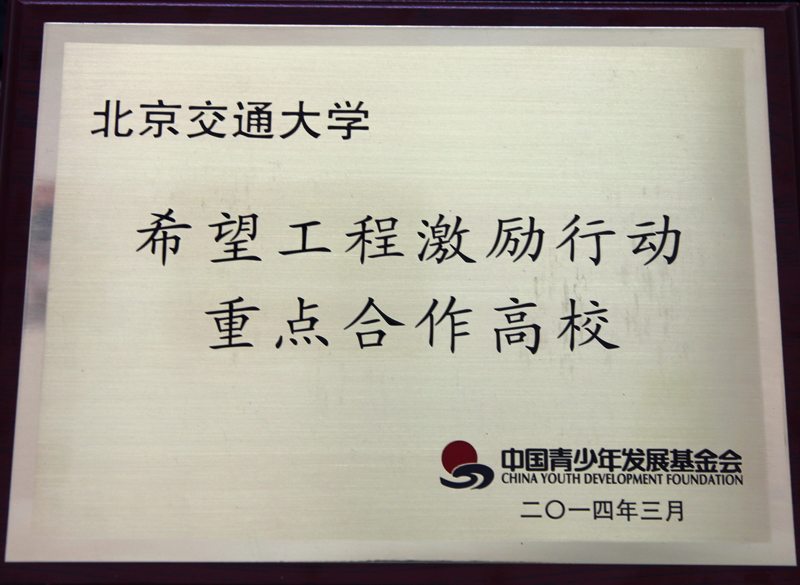 北京交通大学
希望工程激励行动
重点合作高校
中国青少年发展基金会
CHINA YOUTH DEVELOPMENT FOUNDATION
二〇一四年三月